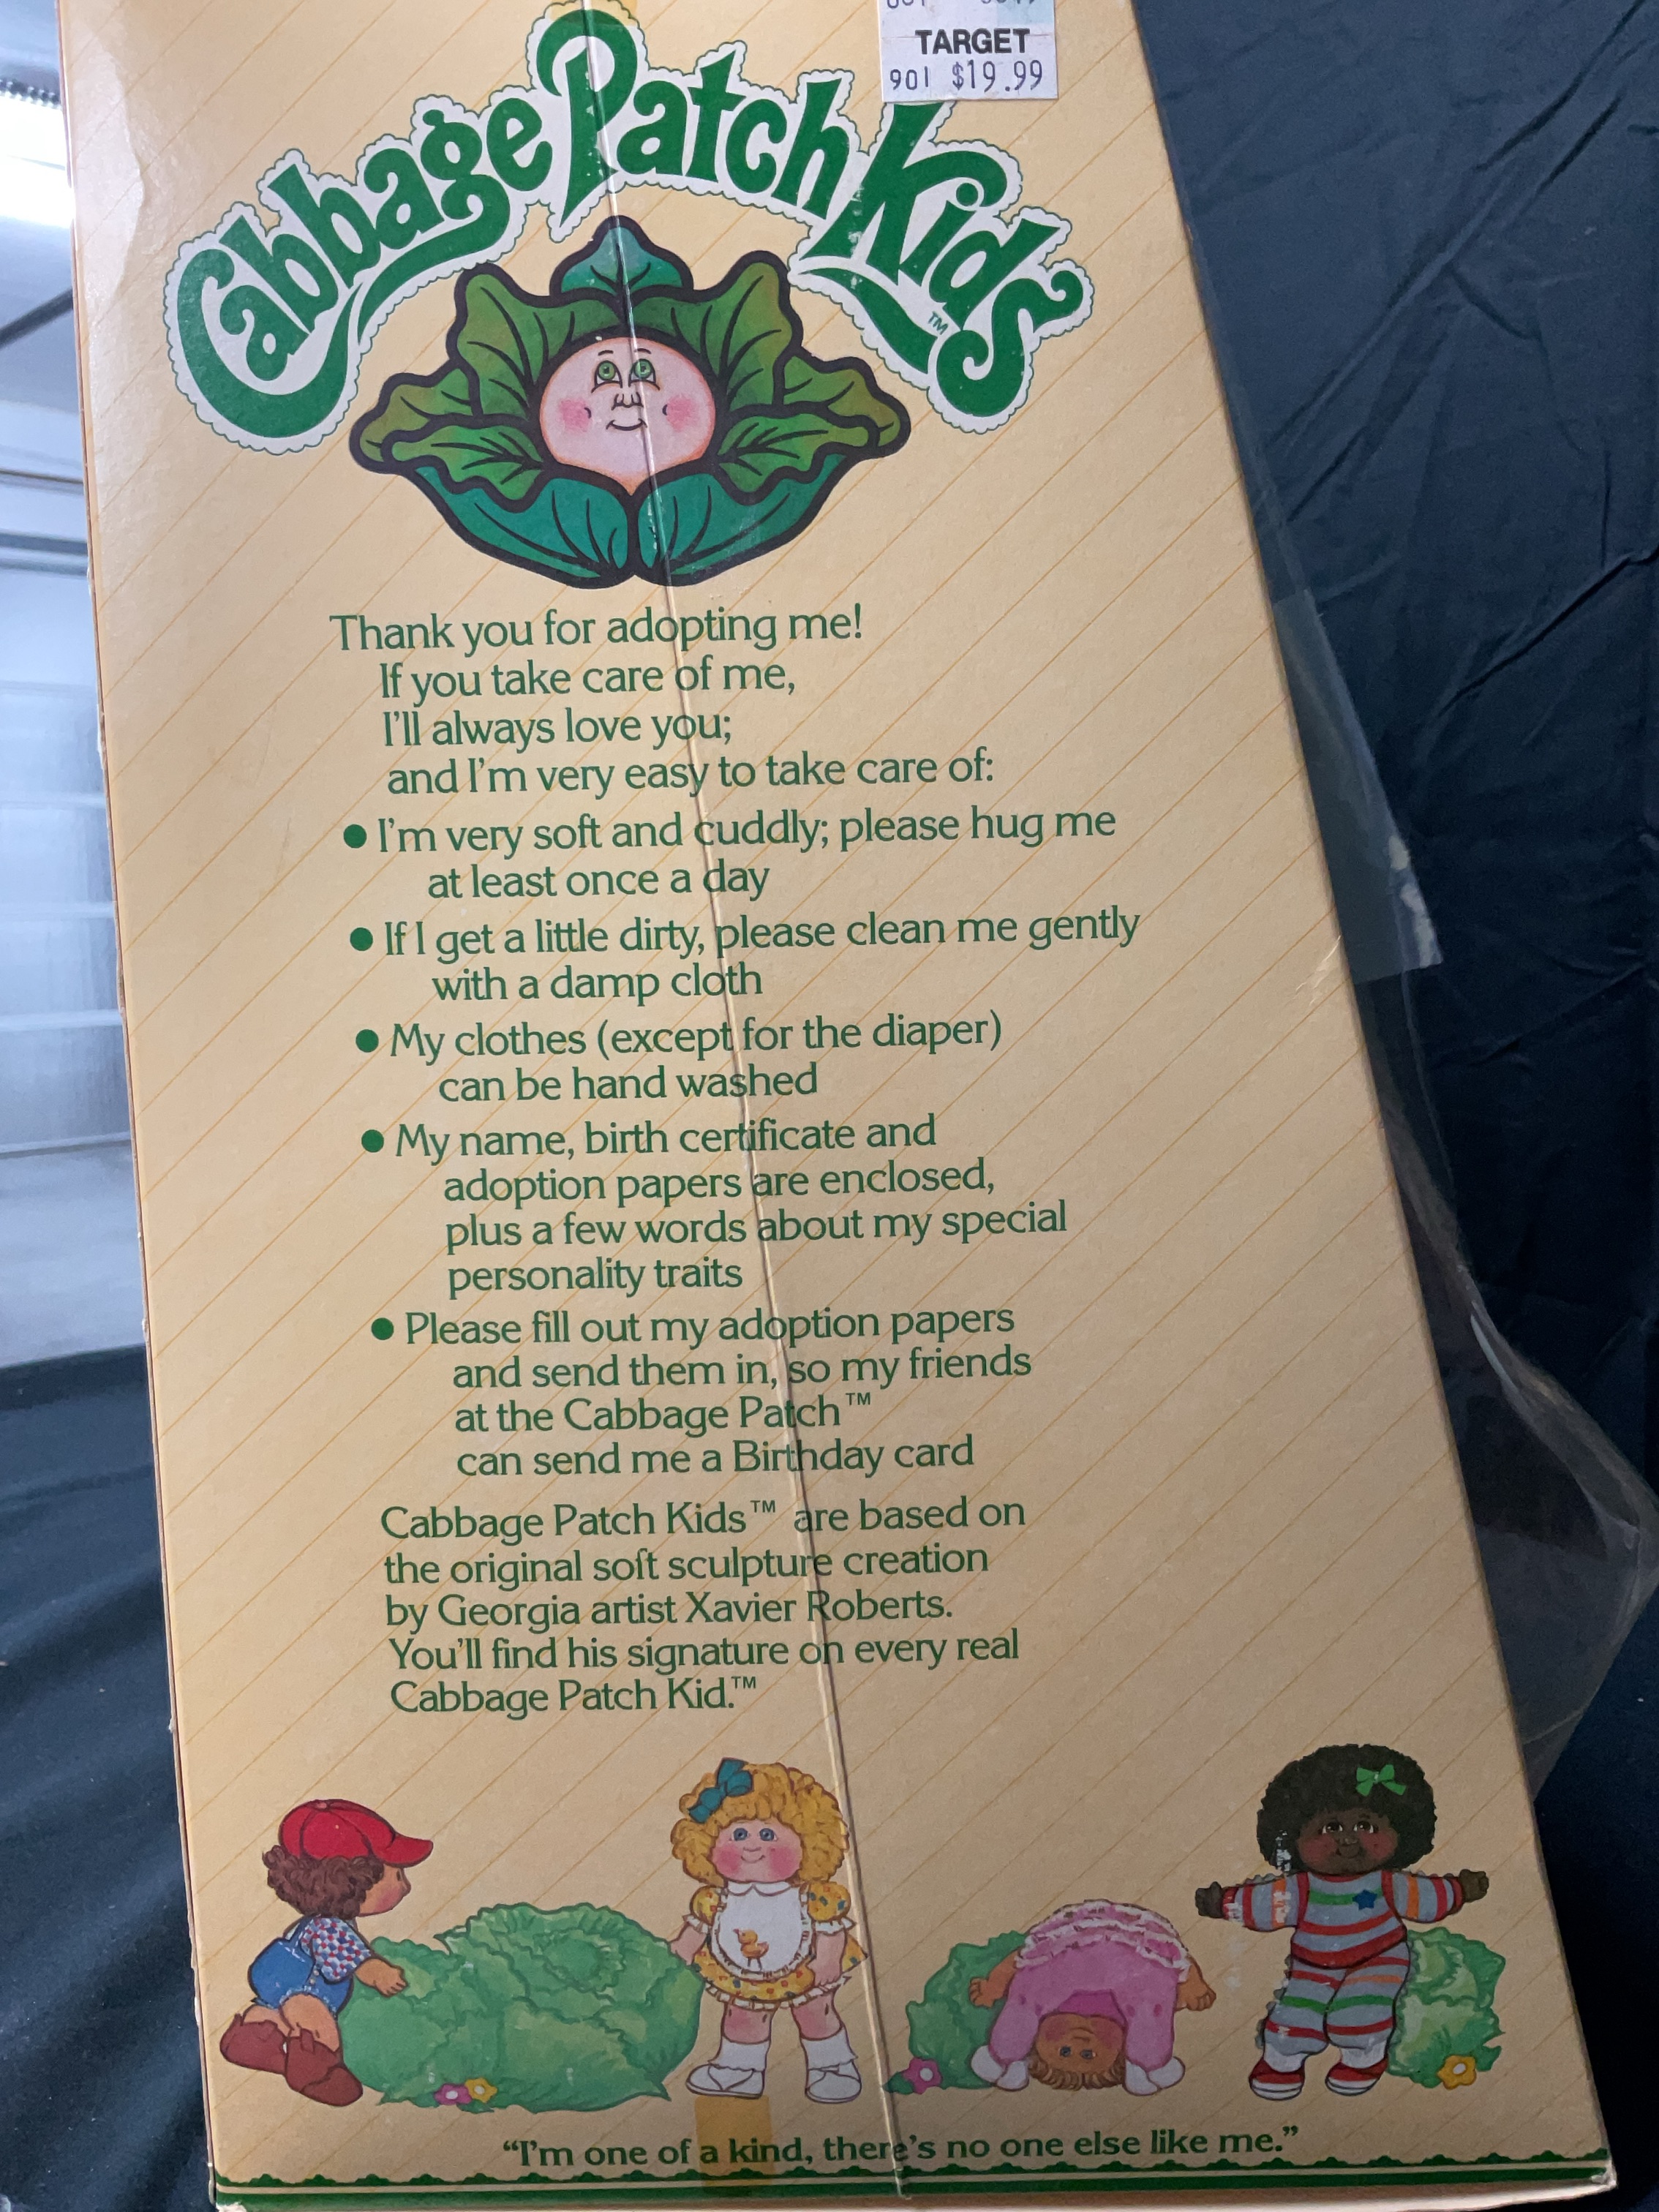 TARGET
901 $19.99
Cabbage Patch Kids™
Thank you for adopting me!
If you take care of me,
I'll always love you;
and I'm very easy to take care of:
● I'm very soft and cuddly; please hug me
at least once a day
● If I get a little dirty, please clean me gently
with a damp cloth
● My clothes (except for the diaper)
can be hand washed
● My name, birth certificate and
adoption papers are enclosed,
plus a few words about my special
personality traits
● Please fill out my adoption papers
and send them in, so my friends
at the Cabbage Patch™
can send me a Birthday card
Cabbage Patch Kids™ are based on
the original soft sculpture creation
by Georgia artist Xavier Roberts.
You'll find his signature on every real
Cabbage Patch Kid.™
“I'm one of a kind, there's no one else like me.”